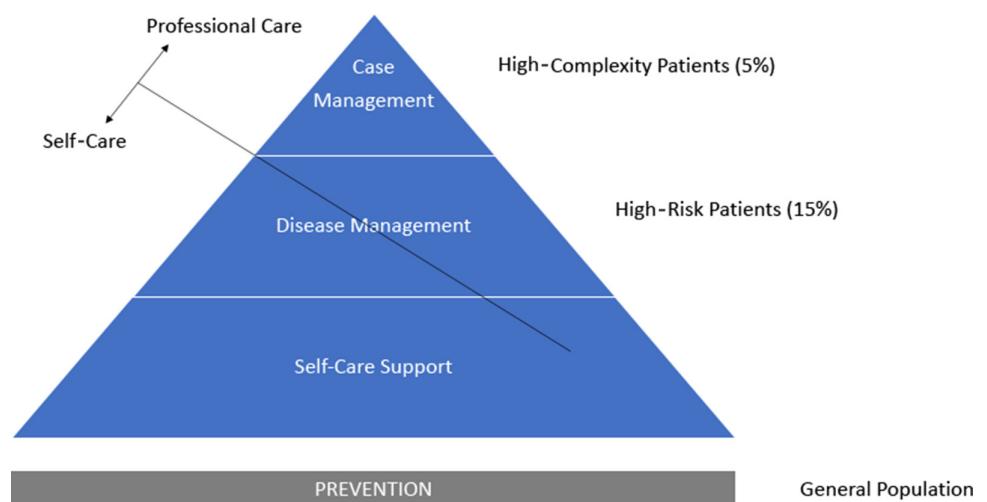 Professional Care
Case
Management
High-Complexity Patients (5%)
Self-Care
Disease Management
High-Risk Patients (15%)
Self-Care Support
PREVENTION
General Population